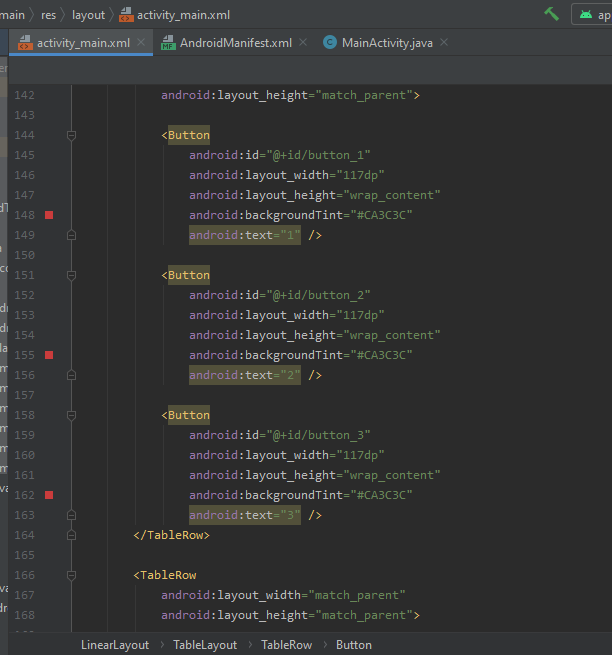 main res layout activity_main.xml ap
activity_main.xml AndroidManifest.xml MainActivity.java
142 android:layout_height="match_parent">
143
144 <Button
145 android:id="@+id/button_1"
146 android:layout_width="117dp"
147 android:layout_height="wrap_content"
148 android:backgroundTint="#CA3C3C"
149 android:text="1" />
150
151 <Button
152 android:id="@+id/button_2"
153 android:layout_width="117dp"
154 android:layout_height="wrap_content"
155 android:backgroundTint="#CA3C3C"
156 android:text="2" />
157
158 <Button
159 android:id="@+id/button_3"
160 android:layout_width="117dp"
161 android:layout_height="wrap_content"
162 android:backgroundTint="#CA3C3C"
163 android:text="3" />
164 </TableRow>
165
166 <TableRow
167 android:layout_width="match_parent"
168 android:layout_height="match_parent">
LinearLayout TableLayout TableRow Button